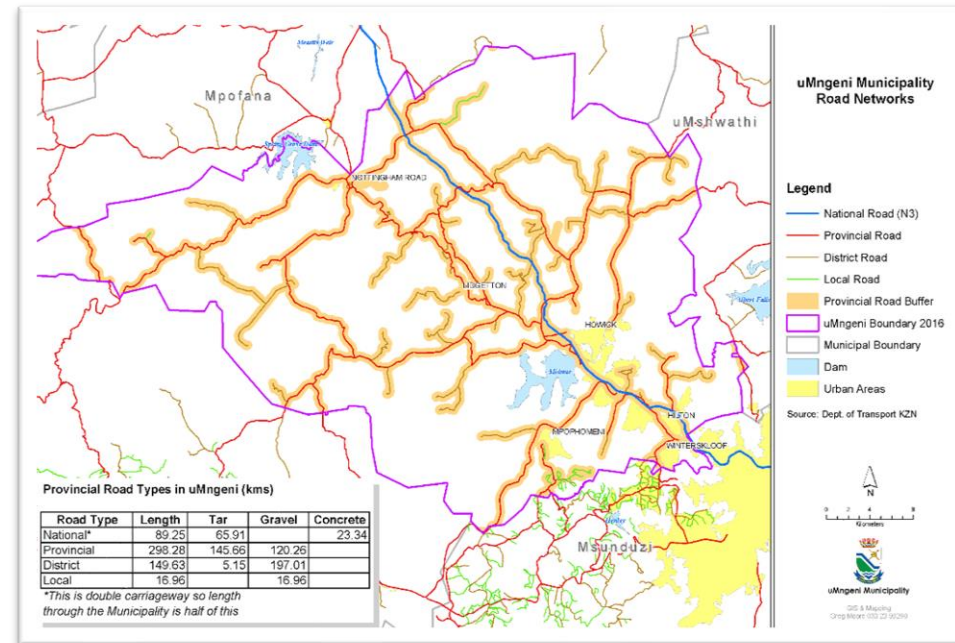 uMngeni Municipality
Road Networks
Mpofana
uMshwathi
NOTTINGHAM ROAD
HOWICK
MPOPHOMENI
HILTON
WINTERSKLOOF
Msunduzi
Legend
National Road (N3)
Provincial Road
District Road
Local Road
Provincial Road Buffer
uMngeni Boundary 2016
Municipal Boundary
Dam
Urban Areas
Source: Dept. of Transport KZN
N
Kilometers
uMngeni Municipality
GIS & Mapping
Provincial Road Types in uMngeni (kms)
Road Type Length Tar Gravel Concrete
National* 89.25 65.91 23.34
Provincial 298.28 145.66 120.26
District 149.63 5.15 197.01
Local 16.96 16.96
*This is double carriageway so length
through the Municipality is half of this